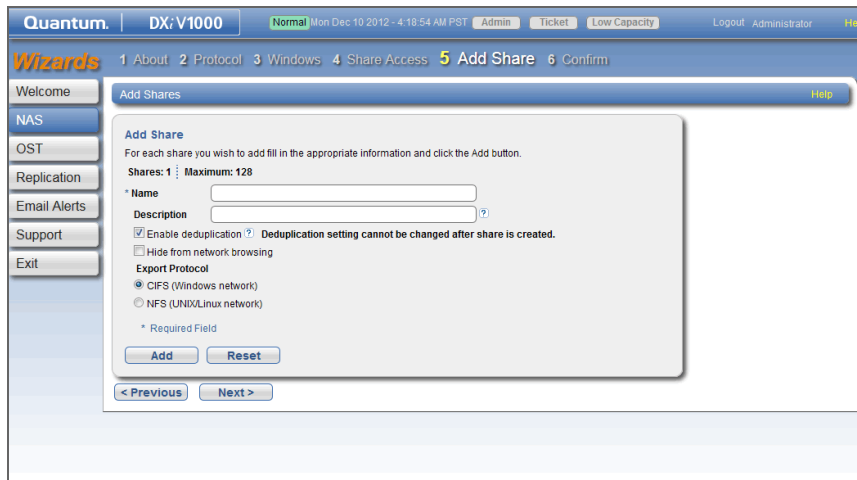 Quantum. DXi V1000 Normal Mon Dec 10 2012 - 4:18:54 AM PST Admin Ticket Low Capacity Logout Administrator He
Wizards 1 About 2 Protocol 3 Windows 4 Share Access 5 Add Share 6 Confirm
Welcome
NAS
OST
Replication
Email Alerts
Support
Exit
Add Shares Help
Add Share
For each share you wish to add fill in the appropriate information and click the Add button.
Shares: 1 Maximum: 128
* Name
Description ?
Enable deduplication ? Deduplication setting cannot be changed after share is created.
Hide from network browsing
Export Protocol
CIFS (Windows network)
NFS (UNIX/Linux network)
* Required Field
Add Reset
< Previous Next >